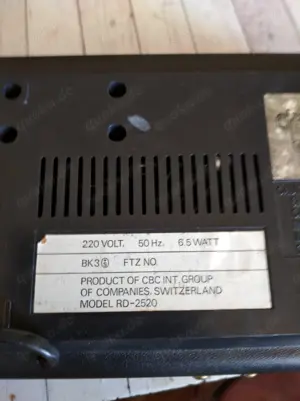 220 VOLT. 50 Hz. 6.5 WATT
BK3Ⓖ FTZ NO.
PRODUCT OF CBC INT, GROUP
OF COMPANIES. SWITZERLAND
MODEL RD-2520